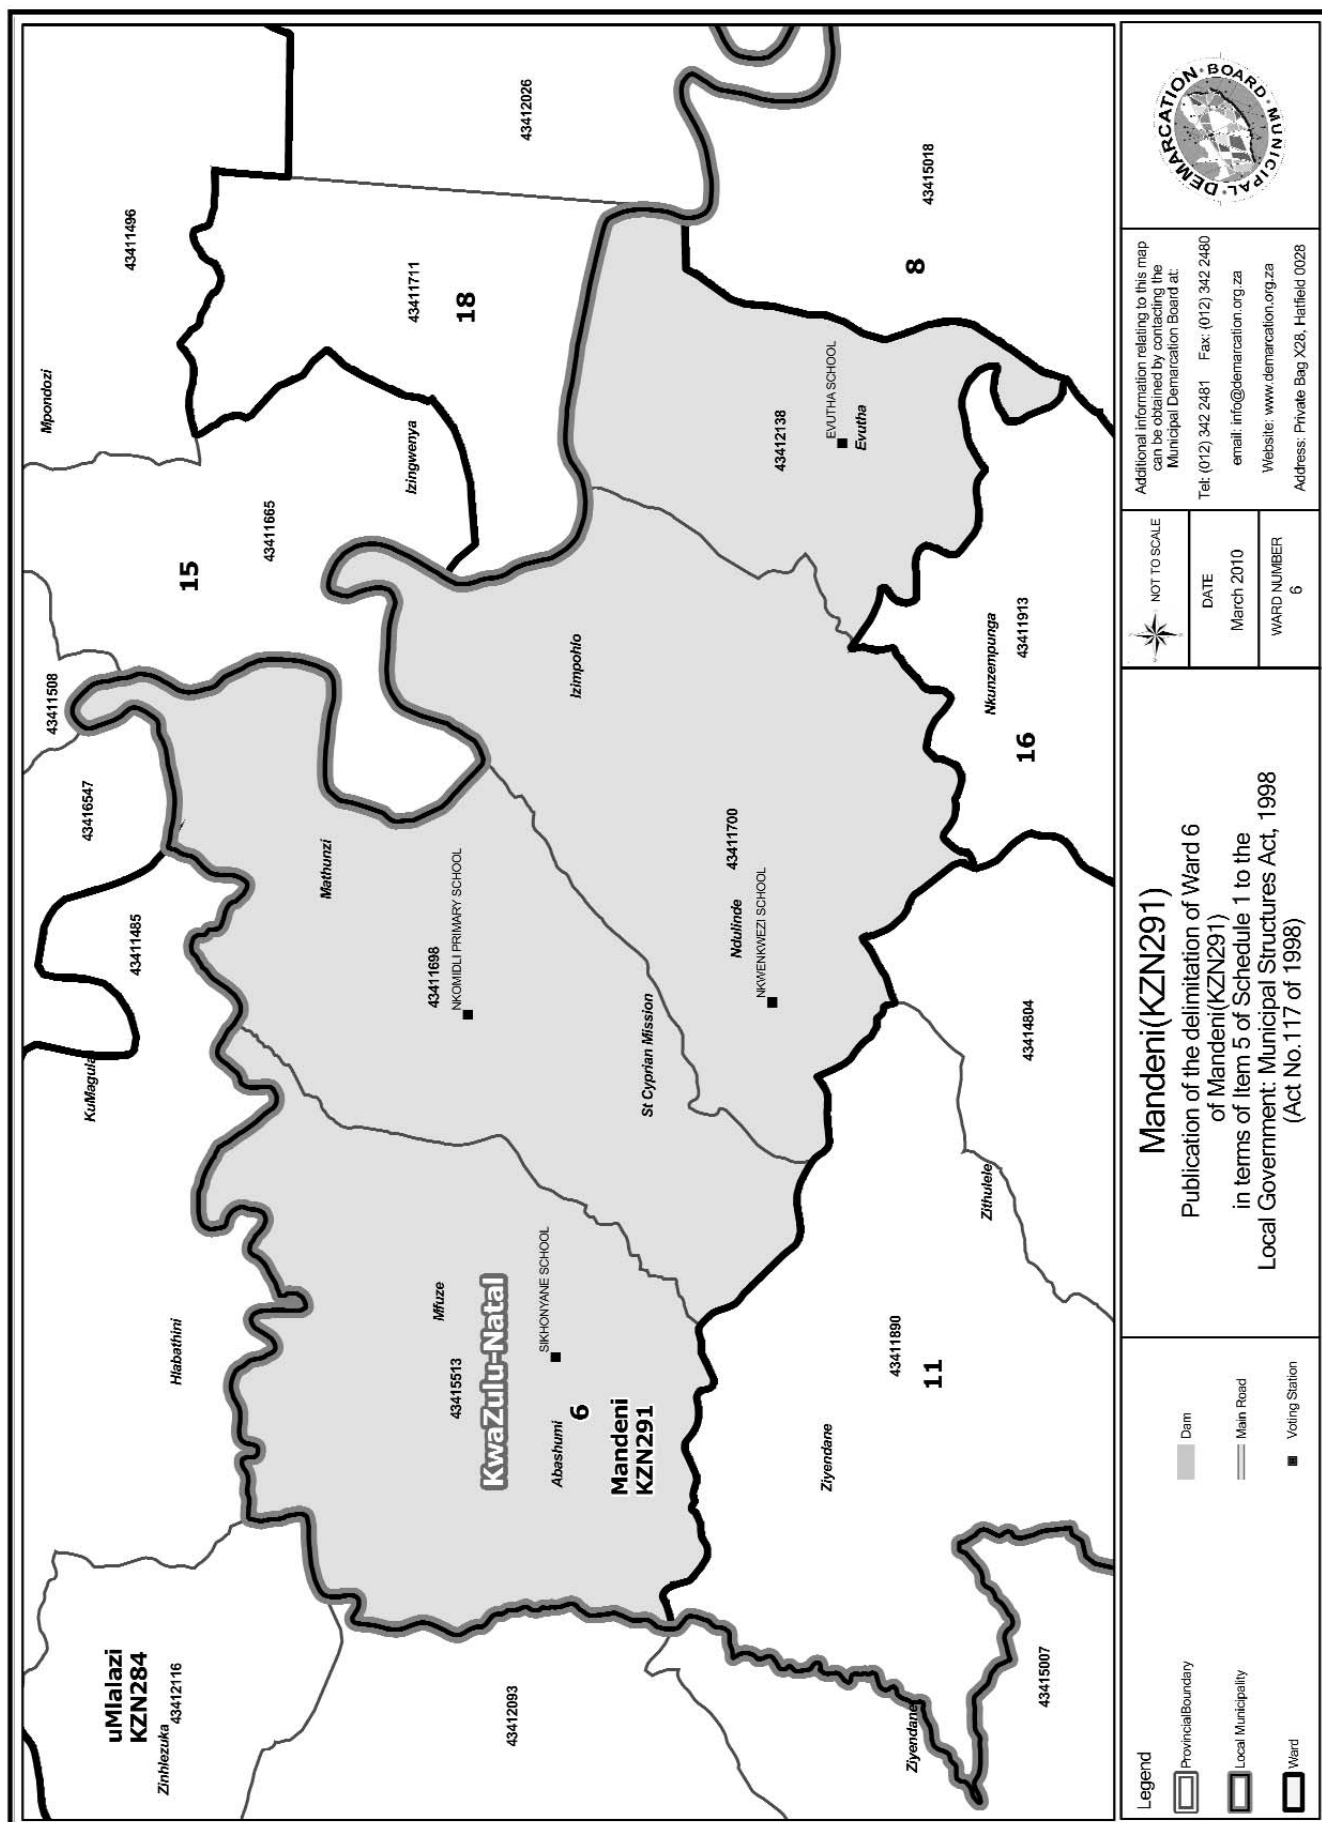 Mpondozi
43411496
43412026
43411711
18
Izingwenya
15
43411665
43411508
43416547
43411485
KuMagula
Hlabathini
uMlalazi
KZN284
43412116
Zinhlezuka
43412093
Mathunzi
43411698
NKOMIDLI PRIMARY SCHOOL
Izimpohlo
43412138
EVUTHA SCHOOL
Evutha
43415018
8
Nkunzempunga
43411913
16
43411700
Ndulinde
NKWENKWEZI SCHOOL
St Cyprian Mission
Mfuze
43415513
KwaZulu-Natal
SIKHONYANE SCHOOL
Abashumi
6
Mandeni
KZN291
43414804
Zithulele
43411890
11
Ziyendane
Ziyendane
43415007
Legend
ProvincialBoundary
Local Municipality
Ward
Dam
Main Road
Voting Station
Mandeni(KZN291)
Publication of the delimitation of Ward 6
of Mandeni(KZN291)
in terms of Item 5 of Schedule 1 to the
Local Government: Municipal Structures Act, 1998
(Act No.117 of 1998)
NOT TO SCALE
DATE
March 2010
WARD NUMBER
6
Additional information relating to this map
can be obtained by contacting the
Municipal Demarcation Board at:
Tel: (012) 342 2481 Fax: (012) 342 2480
email: info@demarcation.org.za
Website: www.demarcation.org.za
Address: Private Bag X28, Hatfield 0028
MUNICIPAL DEMARCATION BOARD